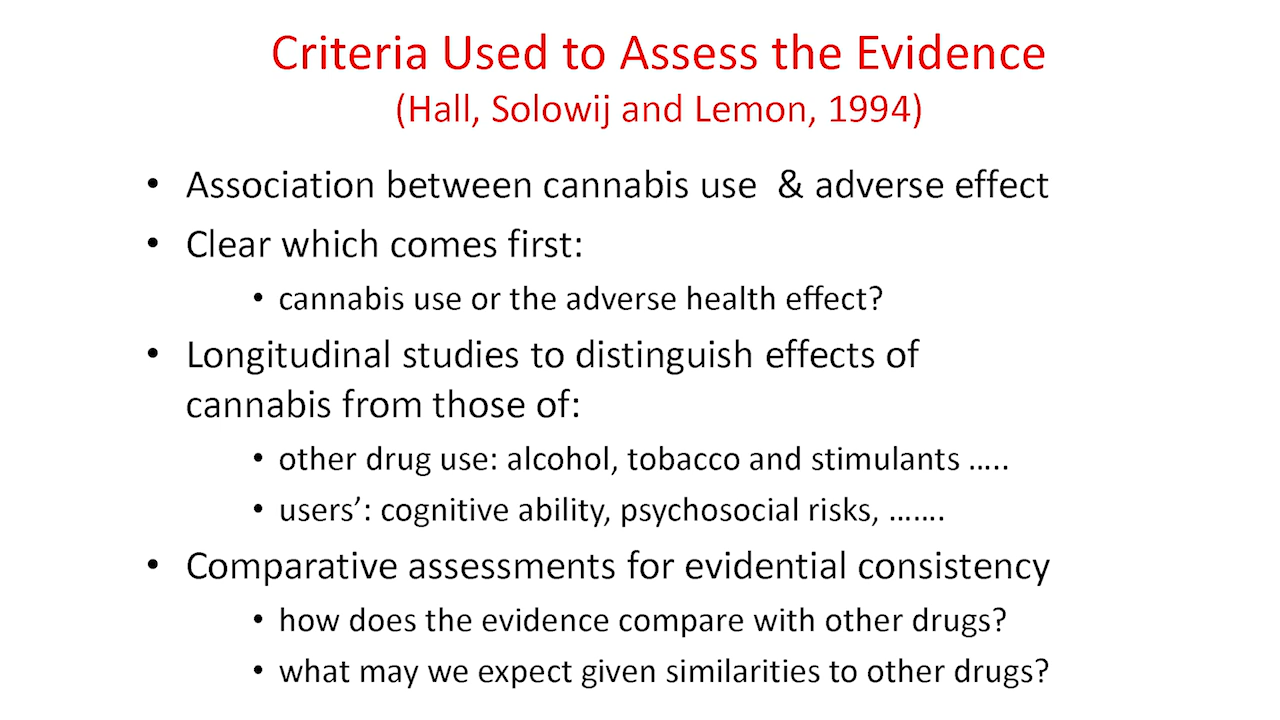 Criteria Used to Assess the Evidence
(Hall, Solowij and Lemon, 1994)
• Association between cannabis use  & adverse effect
• Clear which comes first:
• cannabis use or the adverse health effect?
• Longitudinal studies to distinguish effects of
cannabis from those of:
• other drug use: alcohol, tobacco and stimulants …..
• users’: cognitive ability, psychosocial risks, …….
• Comparative assessments for evidential consistency
• how does the evidence compare with other drugs?
• what may we expect given similarities to other drugs?